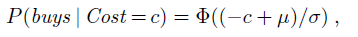 P(buys | Cost = c) = Φ((−c + μ)/σ) ,